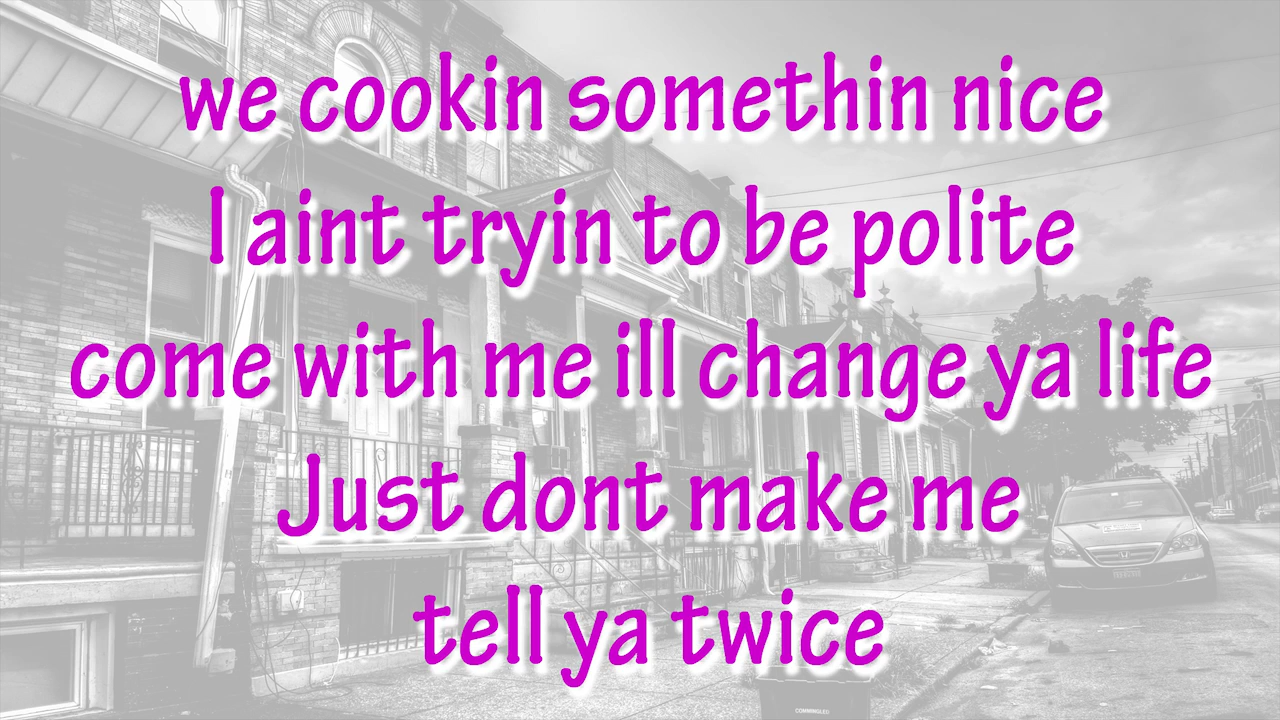 we cookin somethin nice
I aint tryin to be polite
come with me ill change ya life
Just dont make me
tell ya twice
COMMINGLED